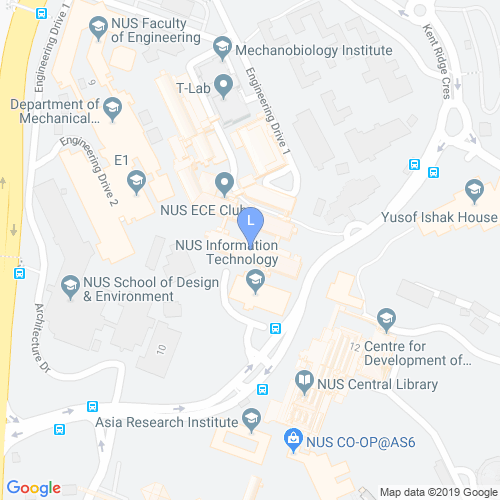 Engineering Drive 1
NUS Faculty
of Engineering
Kent Ridge Cres
Mechanobiology Institute
T-Lab
9
Engineering Drive 1
Department of
Mechanical...
Engineering Drive 2
E1
NUS ECE Club
Yusof Ishak House
L
NUS Information
Technology
NUS School of Design
& Environment
Architecture Dr
10
12
Centre for
Development of...
NUS Central Library
Asia Research Institute
NUS CO-OP@AS6
Google
Map data ©2019 Google